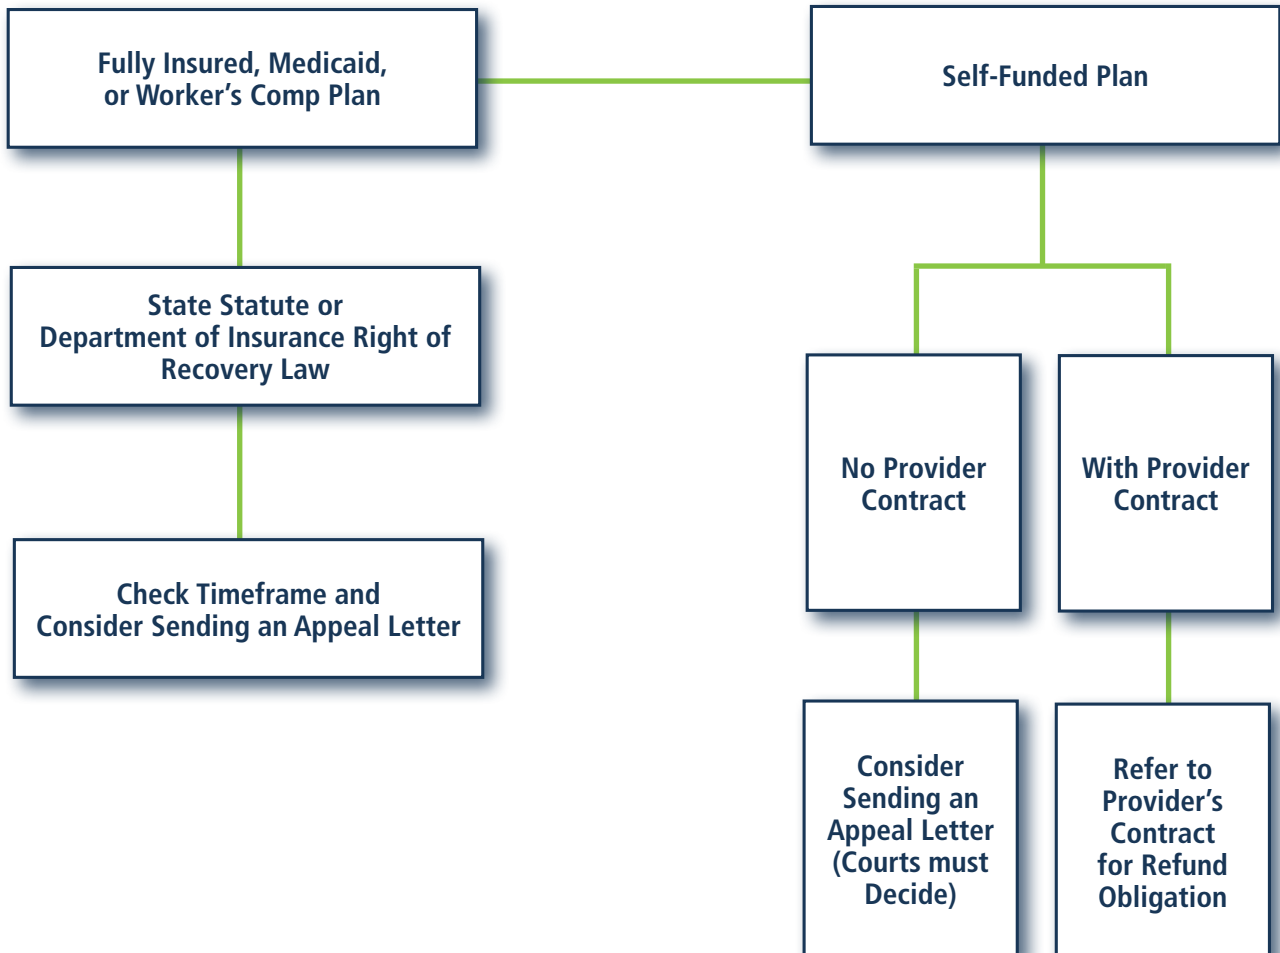 Fully Insured, Medicaid,
or Worker's Comp Plan
Self-Funded Plan
State Statute or
Department of Insurance Right of
Recovery Law
Check Timeframe and
Consider Sending an Appeal Letter
No Provider
Contract
With Provider
Contract
Consider
Sending an
Appeal Letter
(Courts must
Decide)
Refer to
Provider’s
Contract
for Refund
Obligation